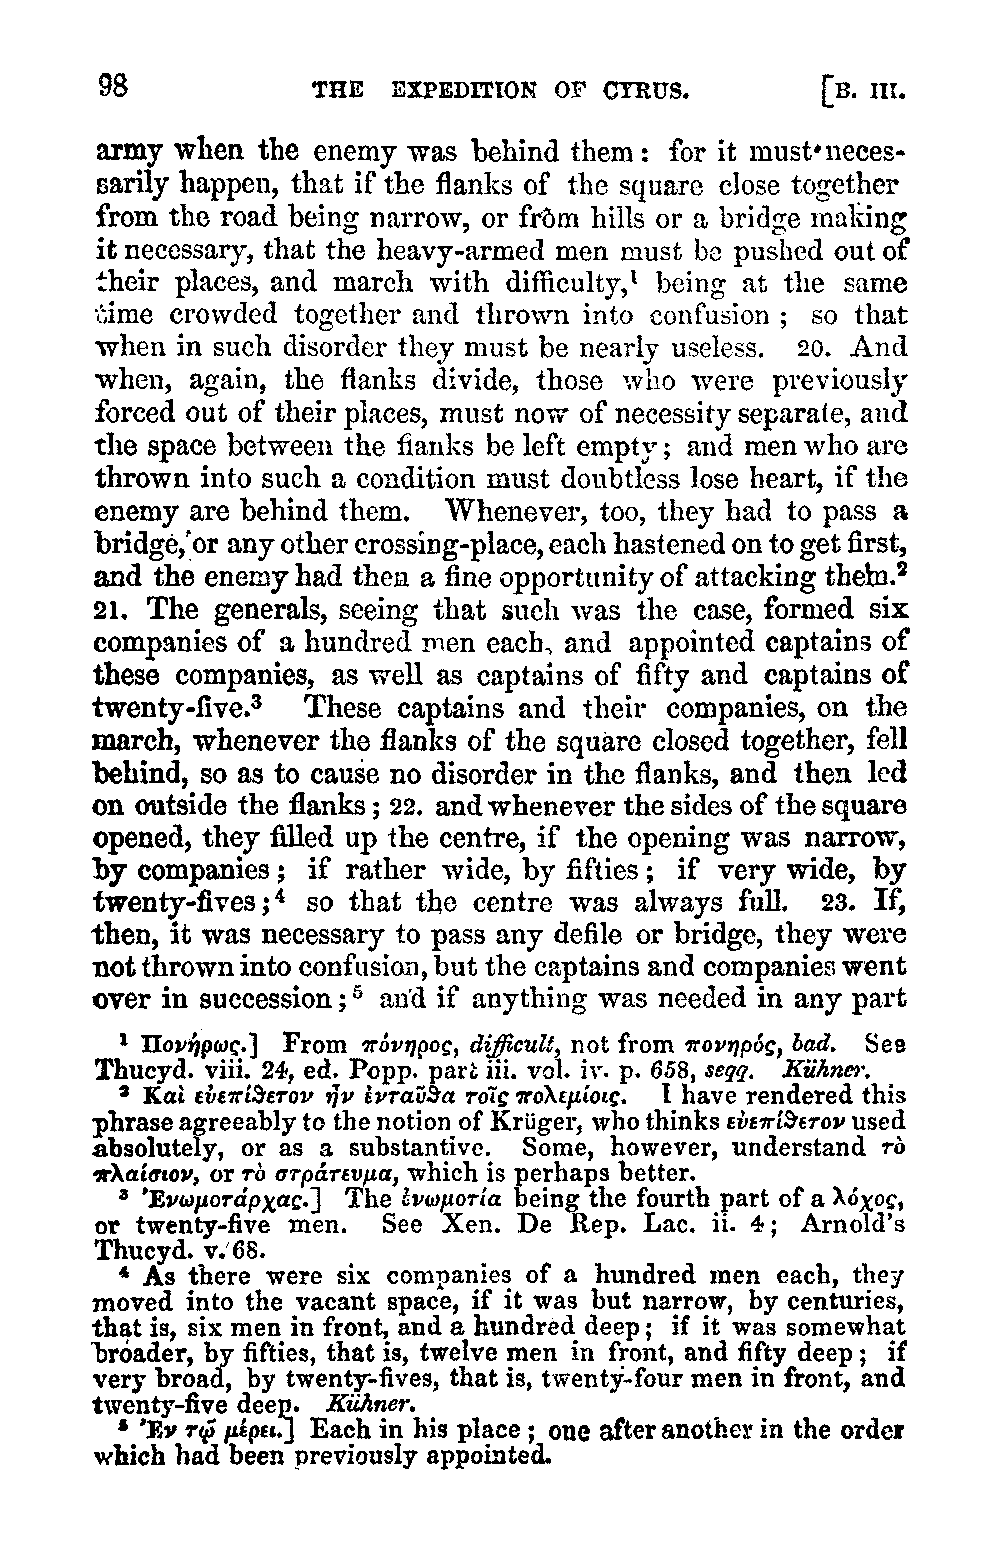 98 THE EXPEDITION OF CYRUS. [B. III.
army when the enemy was behind them: for it must neces-
sarily happen, that if the flanks of the square close together
from the road being narrow, or from hills or a bridge making
it necessary, that the heavy-armed men must be pushed out of
their places, and march with difficulty,¹ being at the same
time crowded together and thrown into confusion; so that
when in such disorder they must be nearly useless. 20. And
when, again, the flanks divide, those who were previously
forced out of their places, must now of necessity separate, and
the space between the flanks be left empty; and men who are
thrown into such a condition must doubtless lose heart, if the
enemy are behind them. Whenever, too, they had to pass a
bridge, or any other crossing-place, each hastened on to get first,
and the enemy had then a fine opportunity of attacking them.²
21. The generals, seeing that such was the case, formed six
companies of a hundred men each, and appointed captains of
these companies, as well as captains of fifty and captains of
twenty-five.³ These captains and their companies, on the
march, whenever the flanks of the square closed together, fell
behind, so as to cause no disorder in the flanks, and then led
on outside the flanks; 22. and whenever the sides of the square
opened, they filled up the centre, if the opening was narrow,
by companies; if rather wide, by fifties; if very wide, by
twenty-fives;⁴ so that the centre was always full. 23. If,
then, it was necessary to pass any defile or bridge, they were
not thrown into confusion, but the captains and companies went
over in succession;⁵ and if anything was needed in any part
¹ Πονήρως.] From πόνηρος, difficult, not from πονηρός, bad. See
Thucyd. viii. 24, ed. Popp. part iii. vol. iv. p. 658, seqq. Kühner.
² Καὶ εὐεπίϑετον ἦν ἐνταῦϑα τοῖς πολεμίοις. I have rendered this
phrase agreeably to the notion of Krüger, who thinks εὐεπίϑετον used
absolutely, or as a substantive. Some, however, understand τὸ
πλαίσιον, or τὸ στράτευμα, which is perhaps better.
³ Ἐνωμοτάρχας.] The ἐνωμοτία being the fourth part of a λόχος,
or twenty-five men. See Xen. De Rep. Lac. ii. 4; Arnold's
Thucyd. v. 68.
⁴ As there were six companies of a hundred men each, they
moved into the vacant space, if it was but narrow, by centuries,
that is, six men in front, and a hundred deep; if it was somewhat
broader, by fifties, that is, twelve men in front, and fifty deep; if
very broad, by twenty-fives, that is, twenty-four men in front, and
twenty-five deep. Kühner.
⁵ Ἐν τῷ μέρει.] Each in his place; one after another in the order
which had been previously appointed.